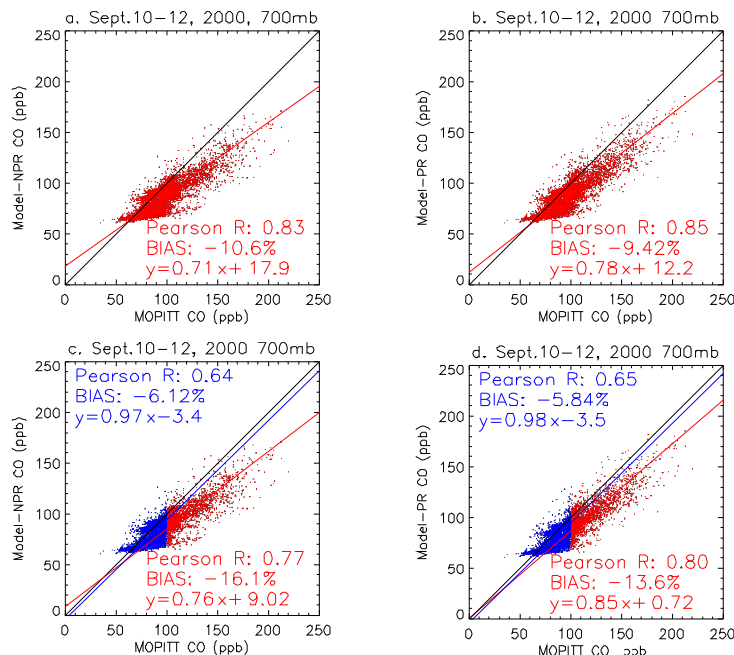 a. Sept.10-12, 2000, 700mb
250
200
150
100
50
0
Model-NPR CO (ppb)
Pearson R: 0.83
BIAS: -10.6%
y=0.71x+ 17.9
0 50 100 150 200 250
MOPITT CO (ppb)
b. Sept.10-12, 2000, 700mb
250
200
150
100
50
0
Model-PR CO (ppb)
Pearson R: 0.85
BIAS: -9.42%
y=0.78x+ 12.2
0 50 100 150 200 250
MOPITT CO (ppb)
c. Sept.10-12, 2000 700mb
250
200
150
100
50
0
Model-NPR CO (ppb)
Pearson R: 0.64
BIAS: -6.12%
y=0.97x-3.4
Pearson R: 0.77
BIAS: -16.1%
y=0.76x+ 9.02
0 50 100 150 200 250
MOPITT CO (ppb)
d. Sept.10-12, 2000 700mb
250
200
150
100
50
0
Model-PR CO (ppb)
Pearson R: 0.65
BIAS: -5.84%
y=0.98x-3.5
Pearson R: 0.80
BIAS: -13.6%
y=0.85x+ 0.72
0 50 100 150 200 250
MOPITT CO ppb